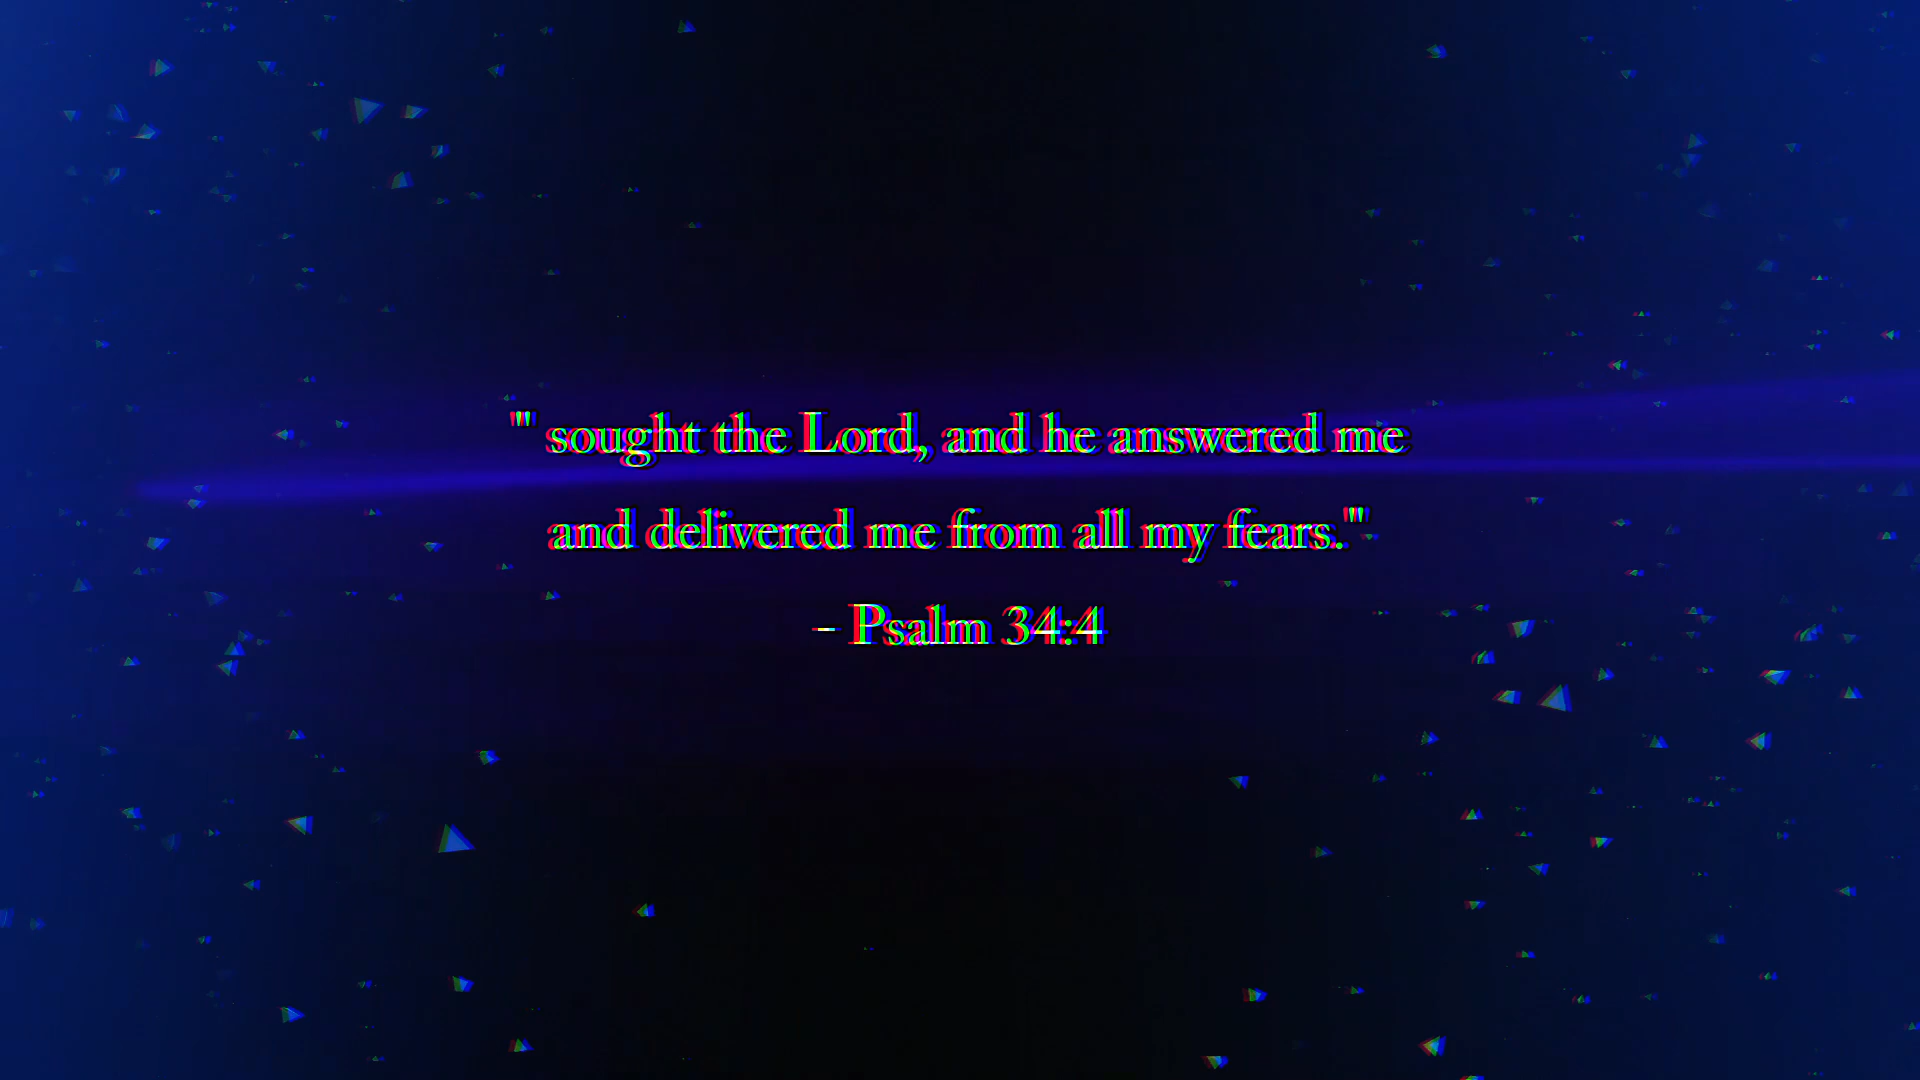 "' sought the Lord, and he answered me
and delivered me from all my fears.'"
- Psalm 34:4